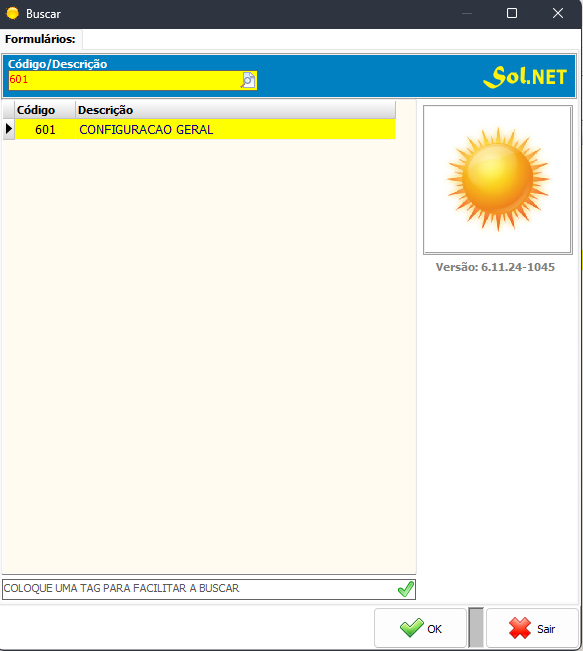 Buscar
Formulários:
Código/Descrição
601
Sol.NET
Código Descrição
601 CONFIGURACAO GERAL
Versão: 6.11.24-1045
COLOQUE UMA TAG PARA FACILITAR A BUSCAR
OK Sair